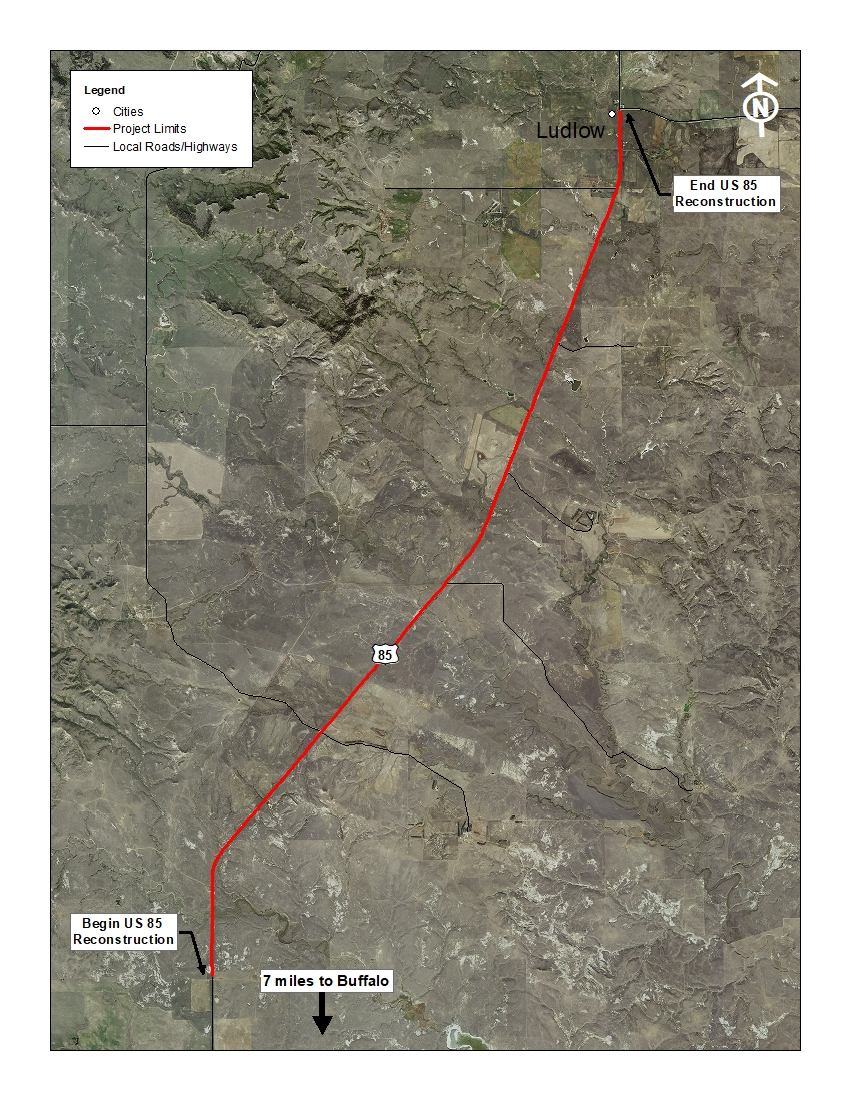 Legend
Cities
Project Limits
Local Roads/Highways
N
Ludlow
End US 85
Reconstruction
85
Begin US 85
Reconstruction
7 miles to Buffalo